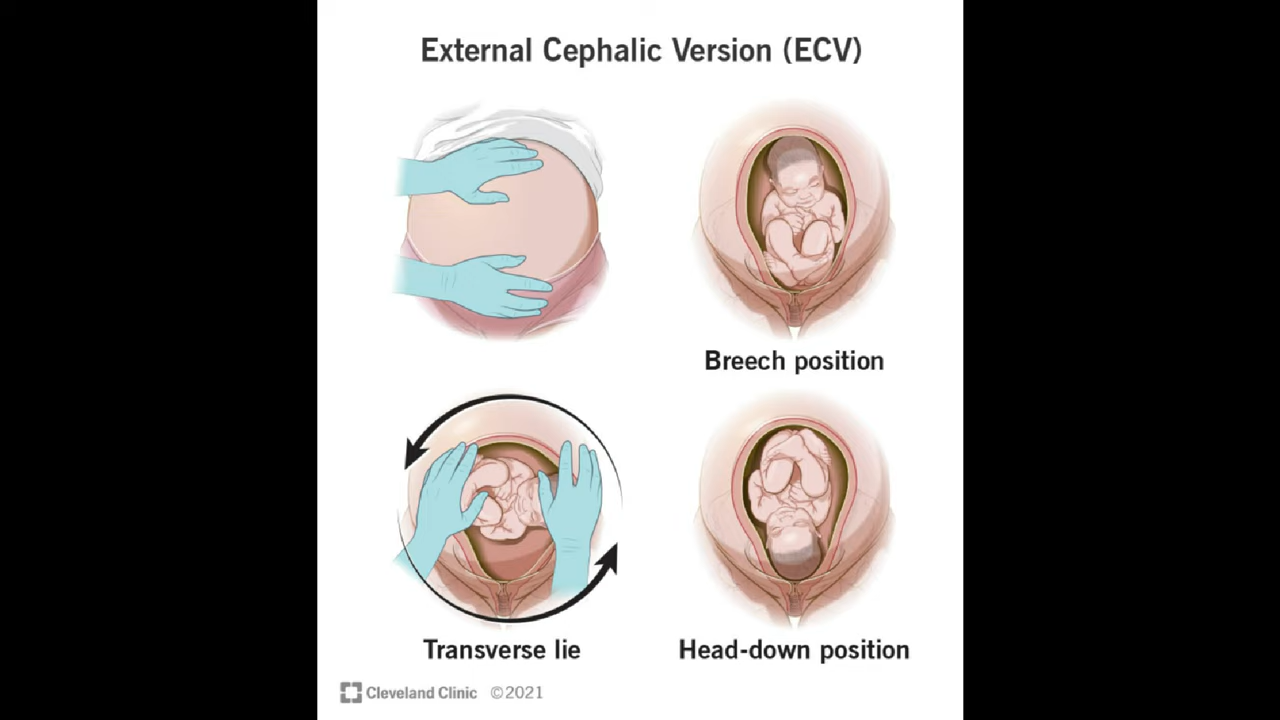 External Cephalic Version (ECV)
Breech position
Transverse lie
Head-down position
Cleveland Clinic ©2021